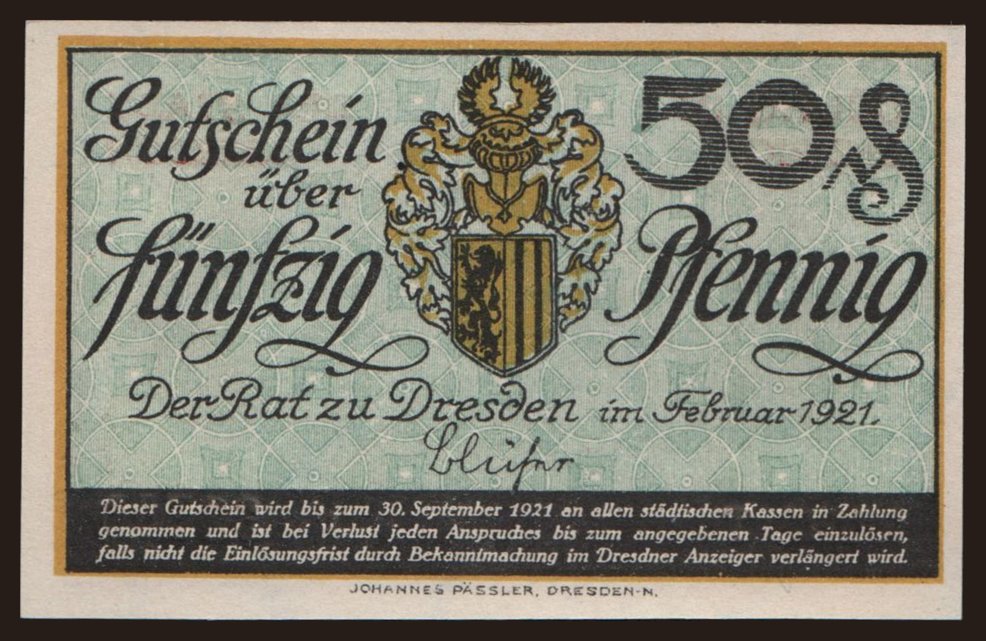 Gutschein
über
fünfzig Pfennig
50 ₰
Der Rat zu Dresden im Februar 1921.
Blüher
Dieser Gutschein wird bis zum 30. September 1921 an allen städtischen Kassen in Zahlung
genommen und ist bei Verlust jeden Anspruches bis zum angegebenen Tage einzulösen,
falls nicht die Einlösungsfrist durch Bekanntmachung im Dresdner Anzeiger verlängert wird.
JOHANNES PÄSSLER, DRESDEN-N.